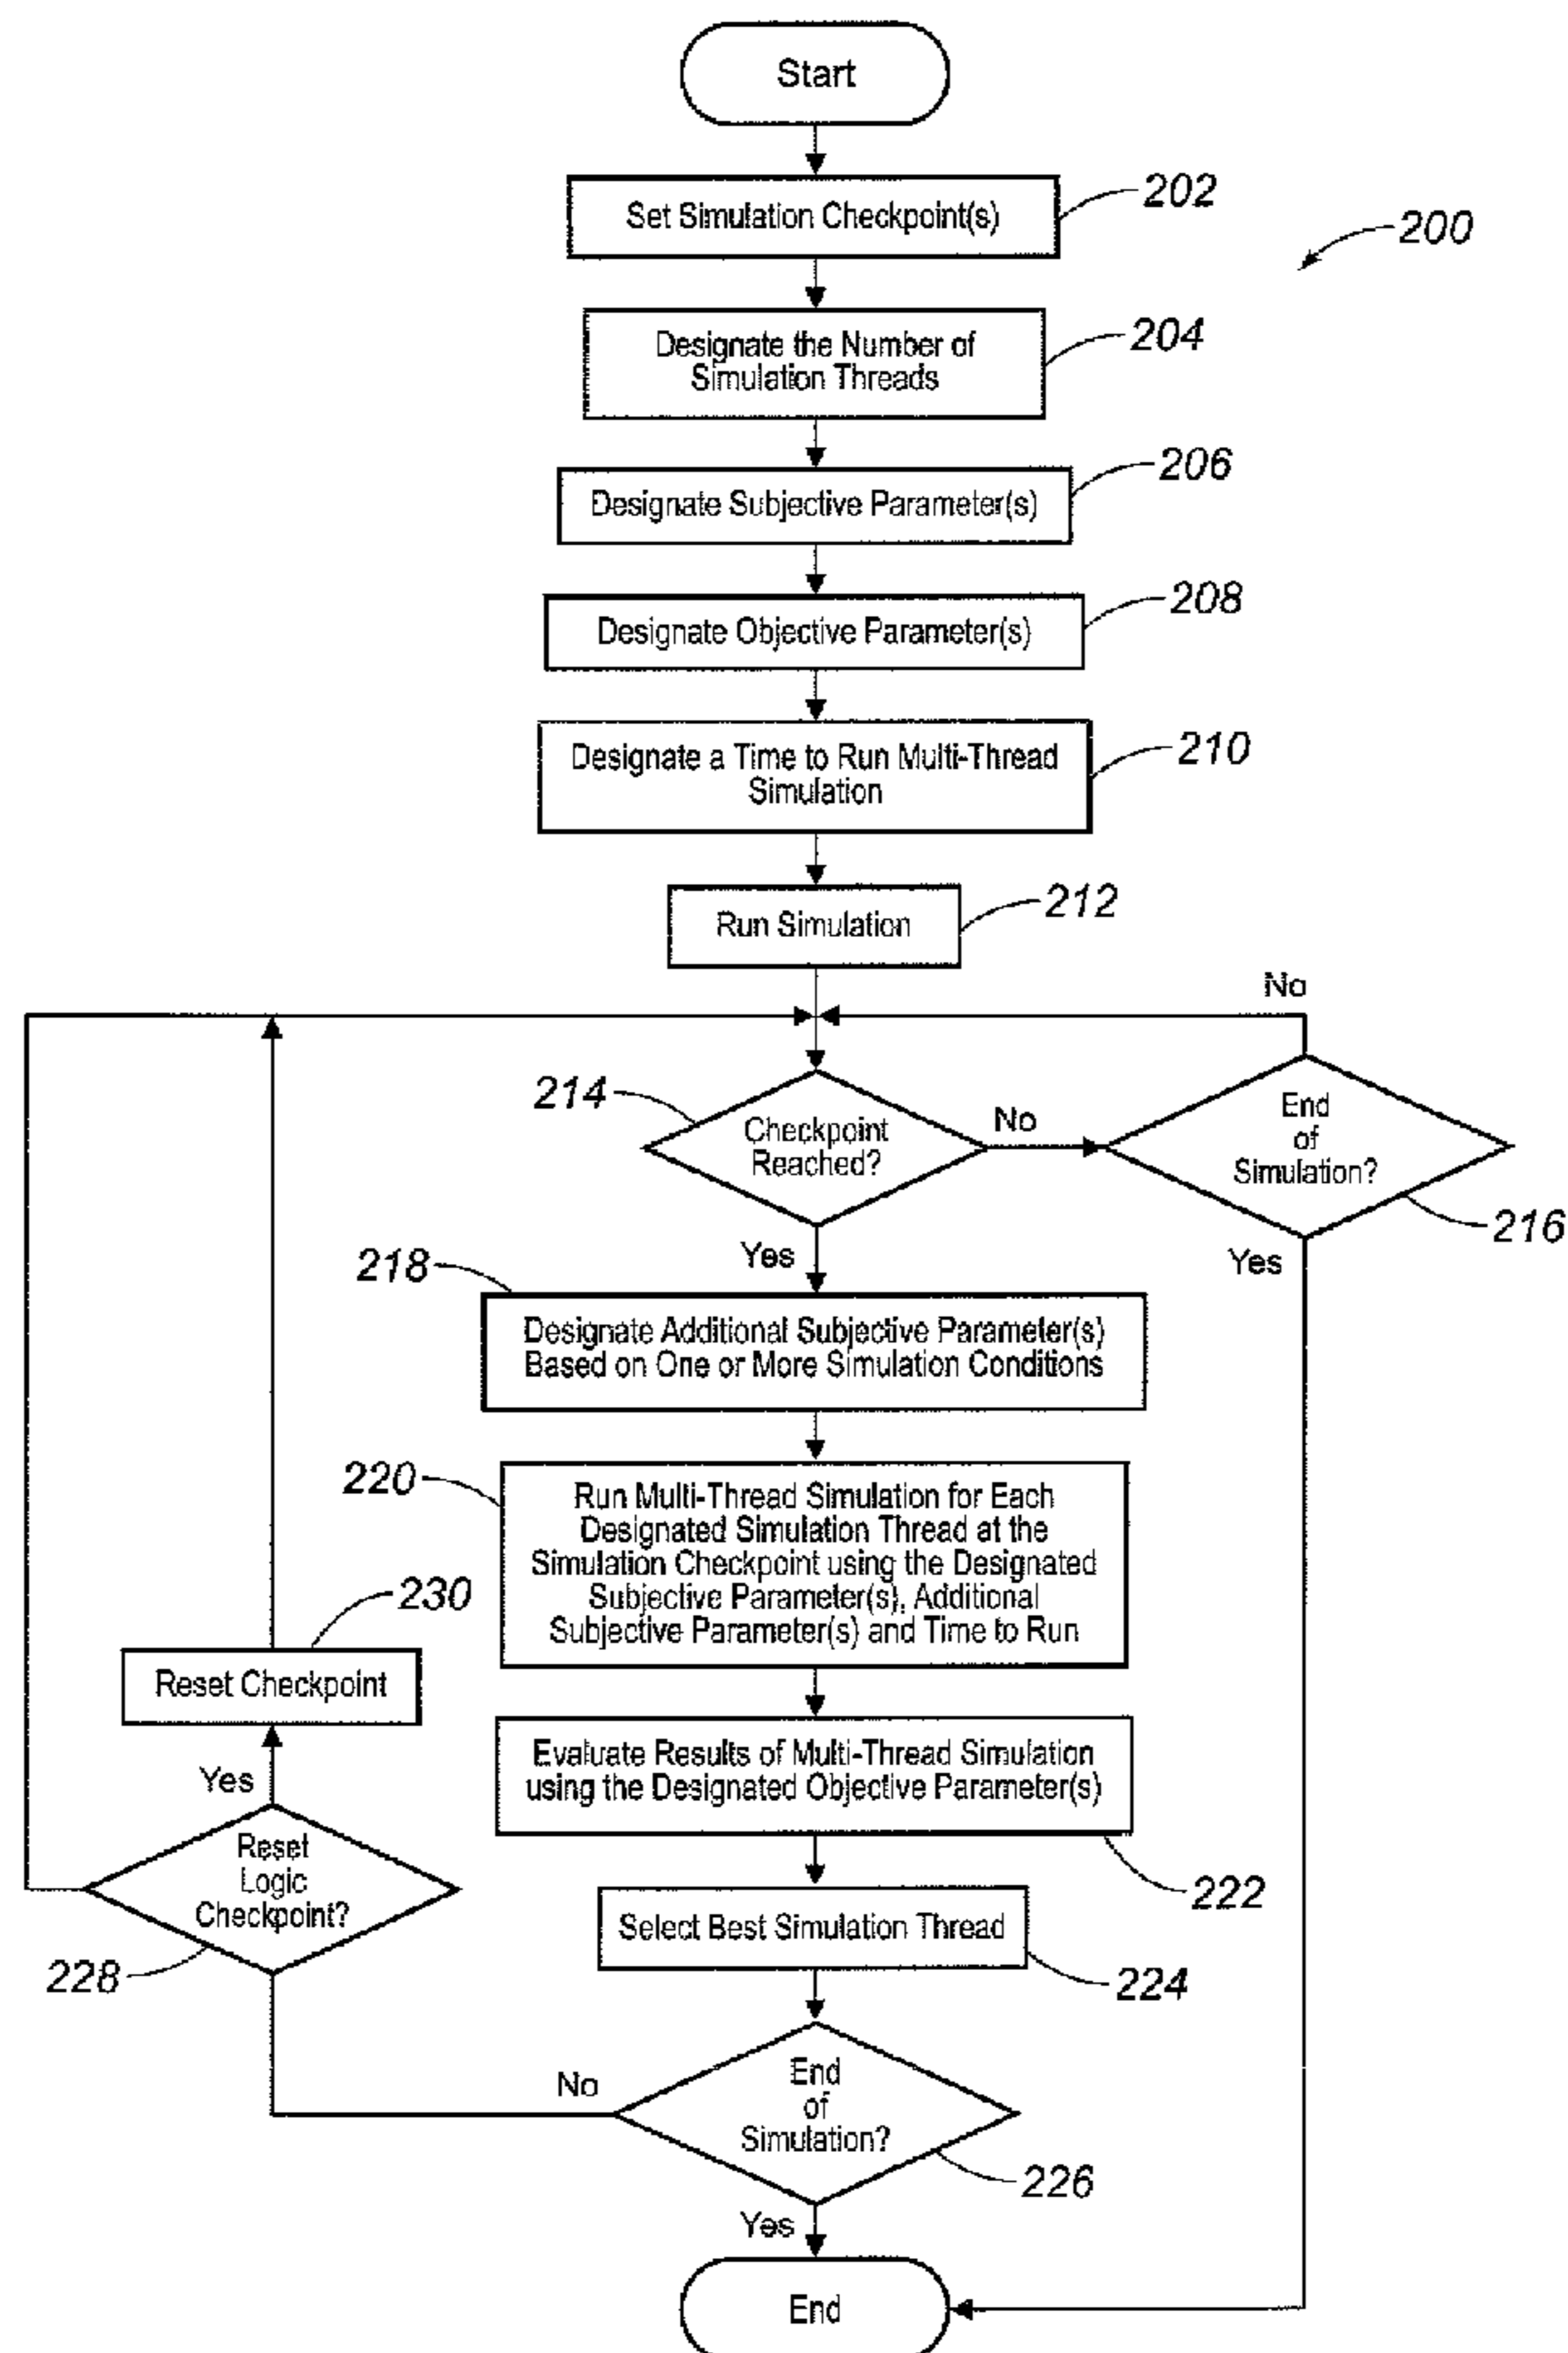 Start
Set Simulation Checkpoint(s)
202
200
Designate the Number of
Simulation Threads
204
Designate Subjective Parameter(s)
206
Designate Objective Parameter(s)
208
Designate a Time to Run Multi-Thread
Simulation
210
Run Simulation
212
No
214
Checkpoint
Reached?
No
End
of
Simulation?
216
Yes
Yes
218
Designate Additional Subjective Parameter(s)
Based on One or More Simulation Conditions
220
Run Multi-Thread Simulation for Each
Designated Simulation Thread at the
Simulation Checkpoint using the Designated
Subjective Parameter(s), Additional
Subjective Parameter(s) and Time to Run
230
Reset Checkpoint
Evaluate Results of Multi-Thread Simulation
using the Designated Objective Parameter(s)
222
Yes
Reset
Logic
Checkpoint?
228
Select Best Simulation Thread
224
No
End
of
Simulation?
226
Yes
End